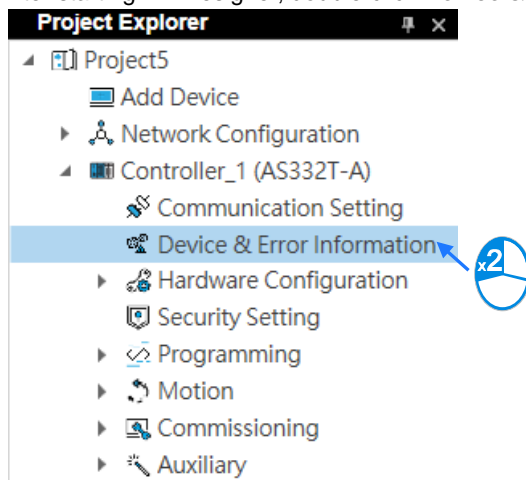 Project Explorer
Project5
Add Device
Network Configuration
Controller_1 (AS332T-A)
Communication Setting
Device & Error Information
x2
Hardware Configuration
Security Setting
Programming
Motion
Commissioning
Auxiliary